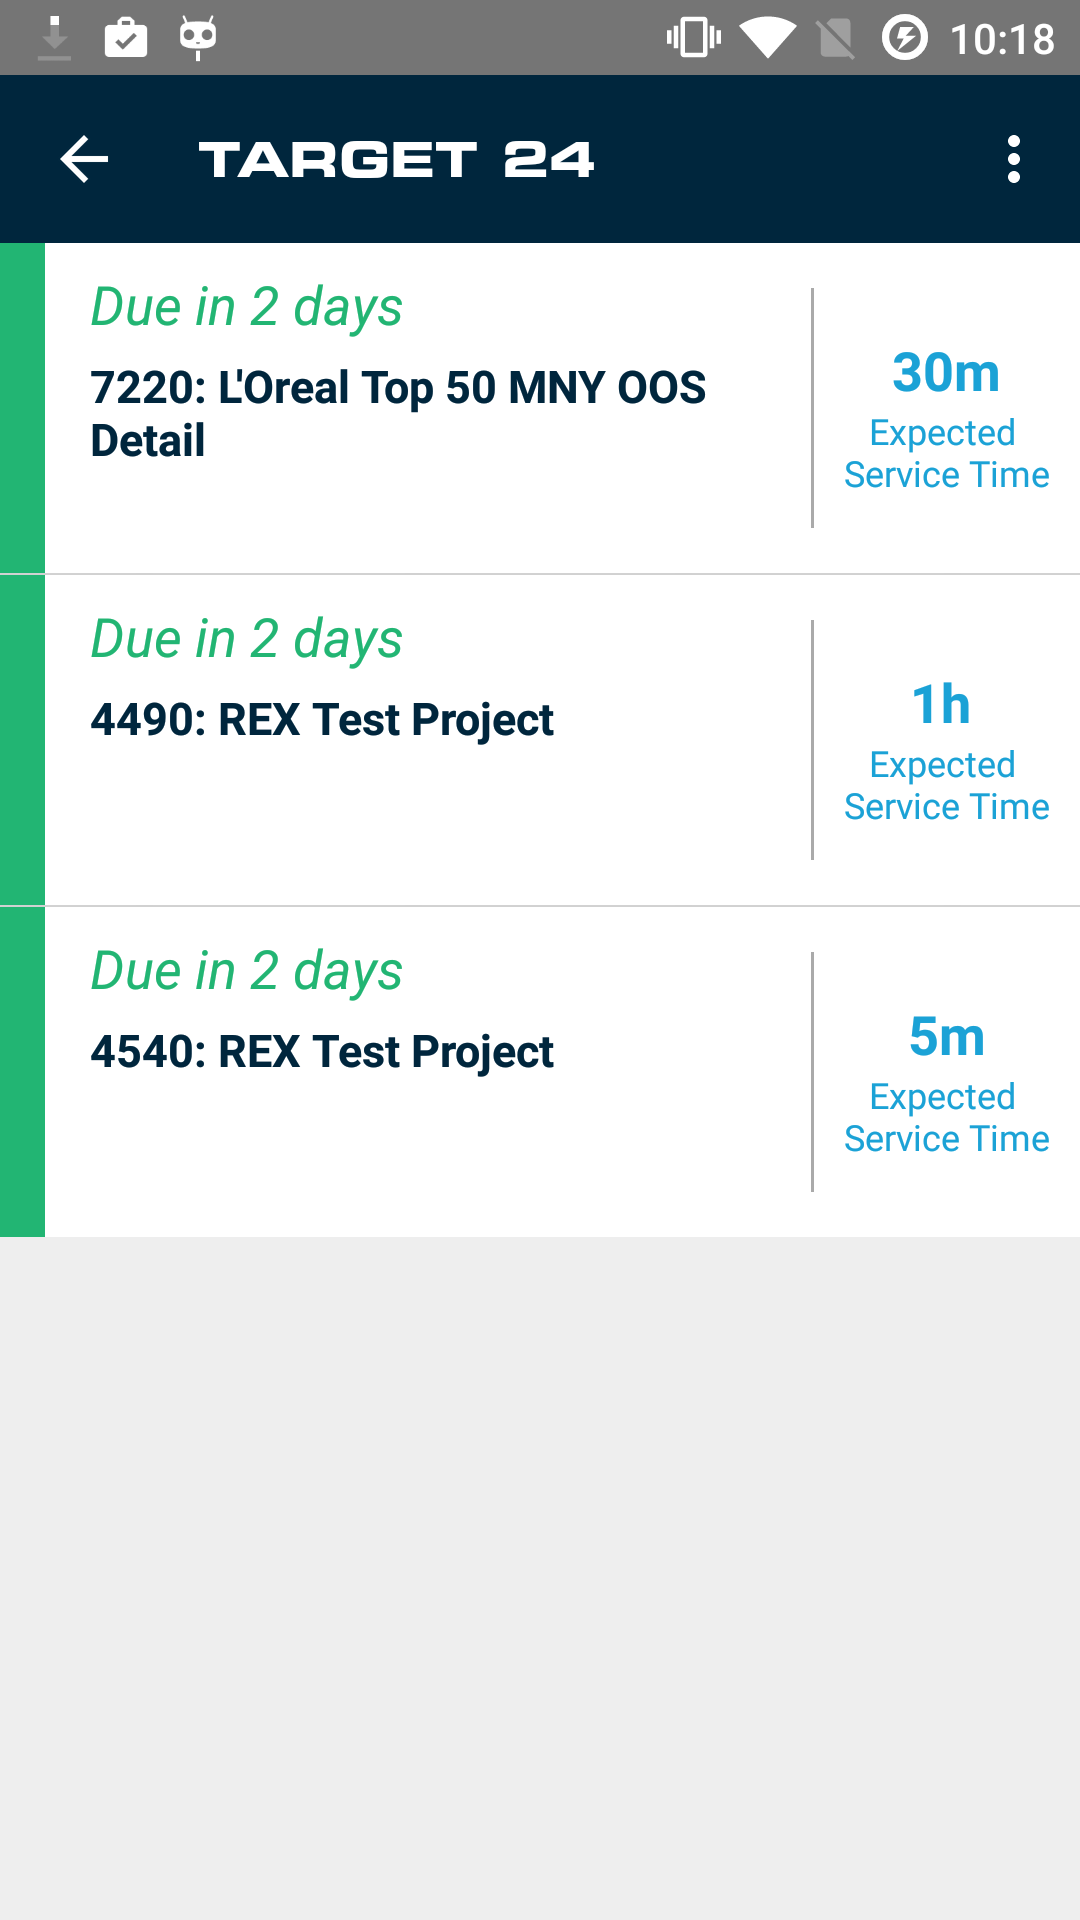 10:18
TARGET 24
Due in 2 days
7220: L'Oreal Top 50 MNY OOS
Detail
30m
Expected
Service Time
Due in 2 days
4490: REX Test Project
1h
Expected
Service Time
Due in 2 days
4540: REX Test Project
5m
Expected
Service Time